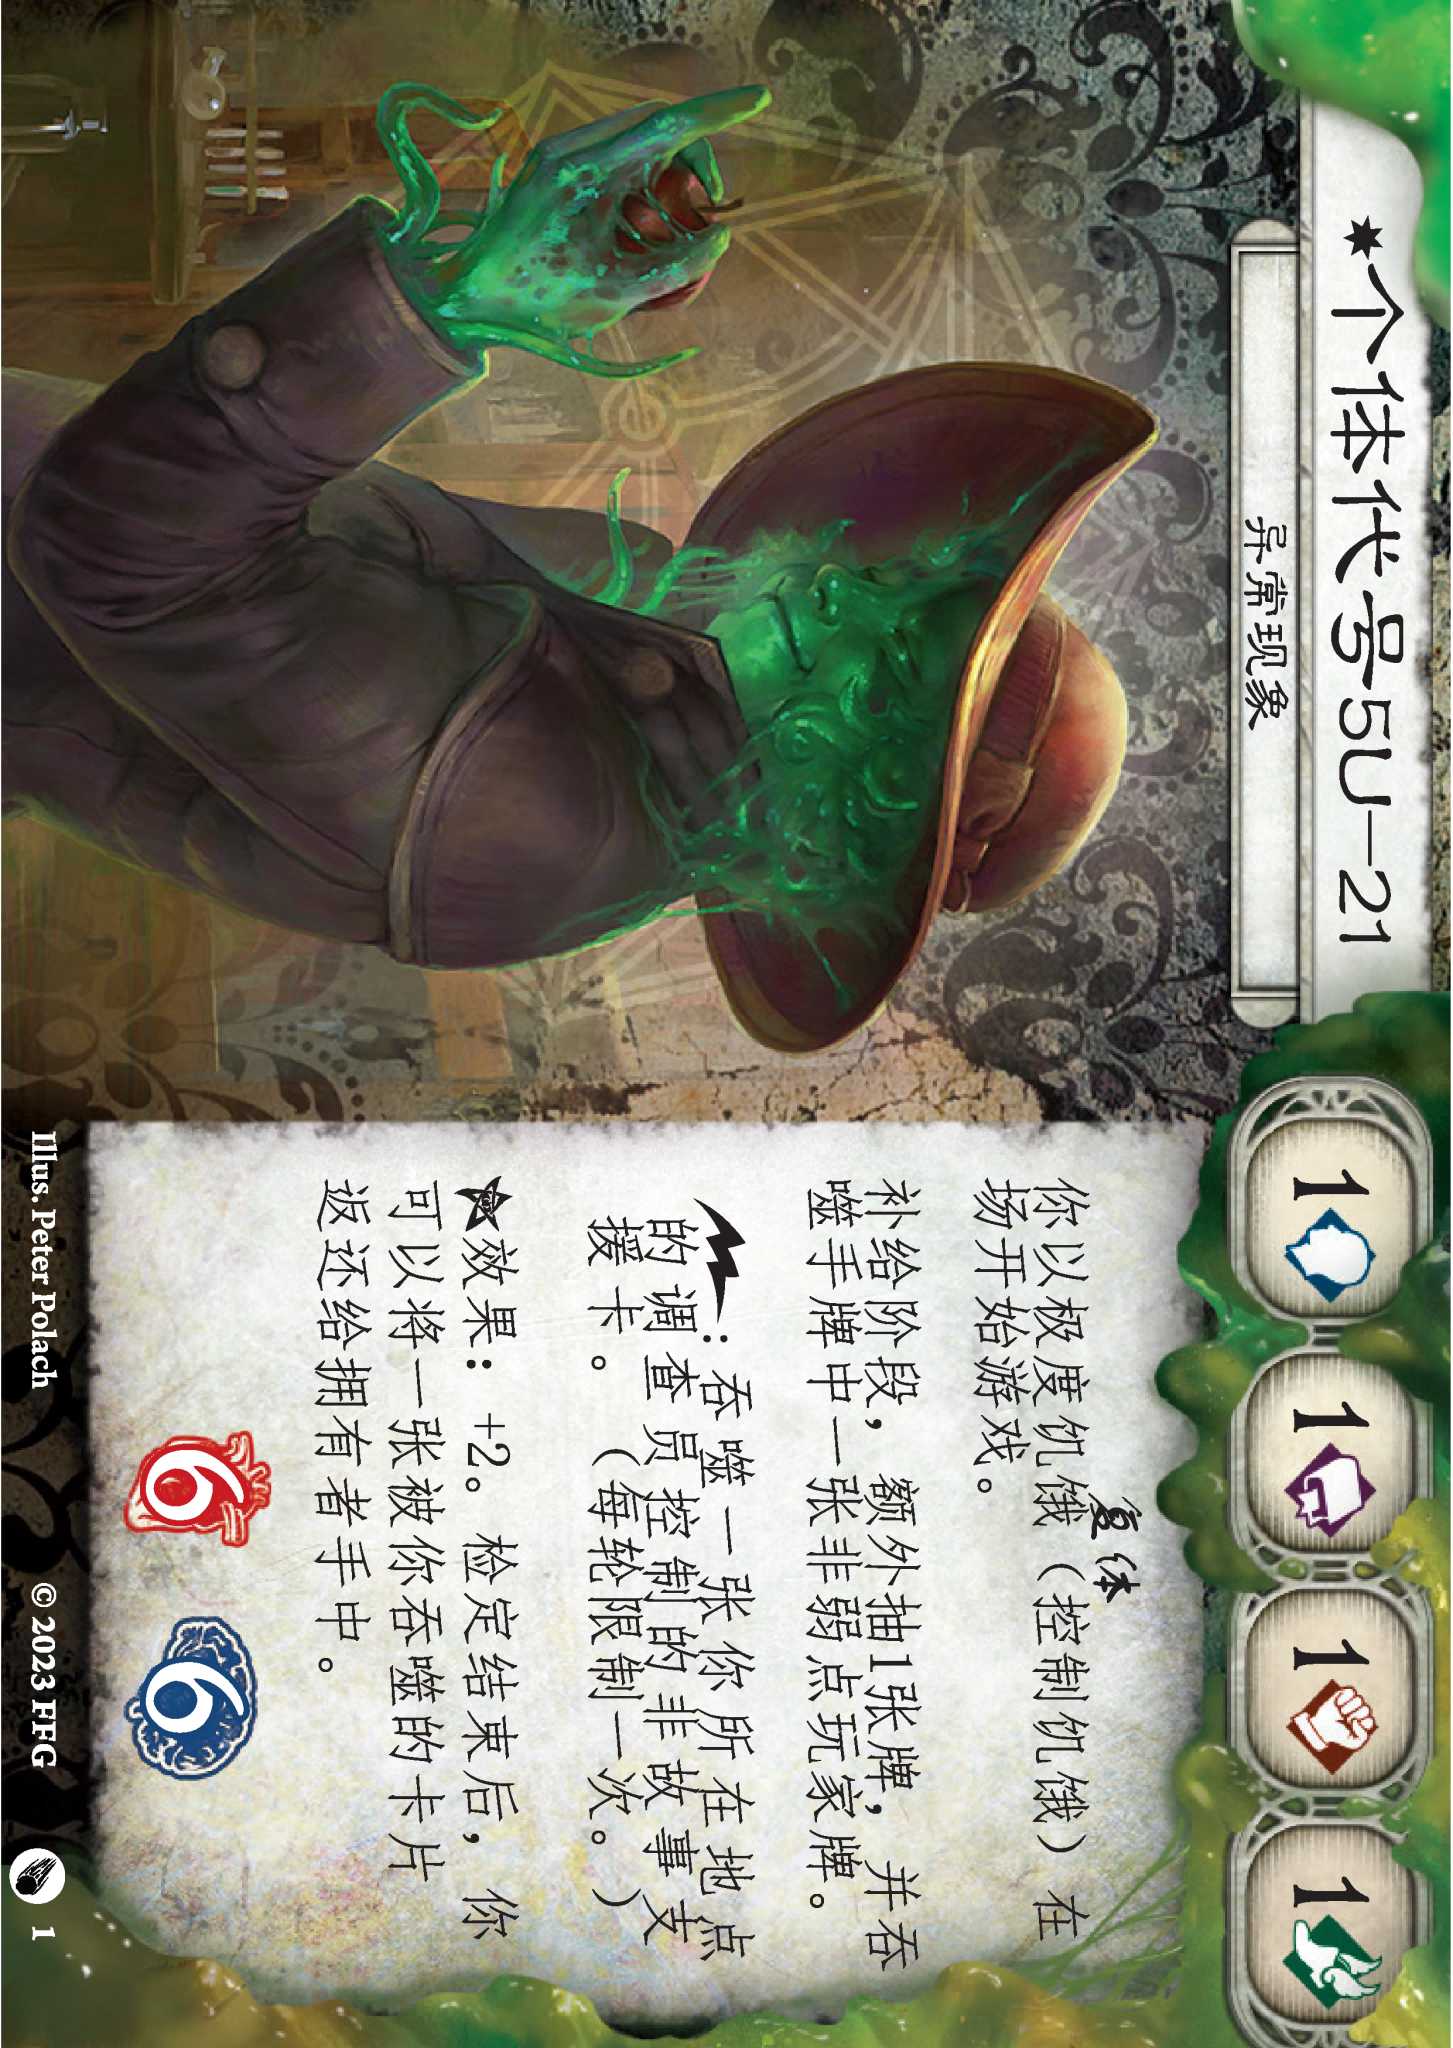 个体代号5U-21
异常现象
1 1 1 1
复体
你以极度饥饿（控制饥饿）在
场开始游戏。
补给阶段，额外抽1张牌，并吞
噬手牌中一张非弱点玩家牌。
：吞噬一张你所在地点
的调查员控制的非故事支
援卡。（每轮限制一次。）
效果：+2。检定结束后，你
可以将一张被你吞噬的卡片
返还给拥有者手中。
6 6
Illus. Peter Polach © 2023 FFG 1